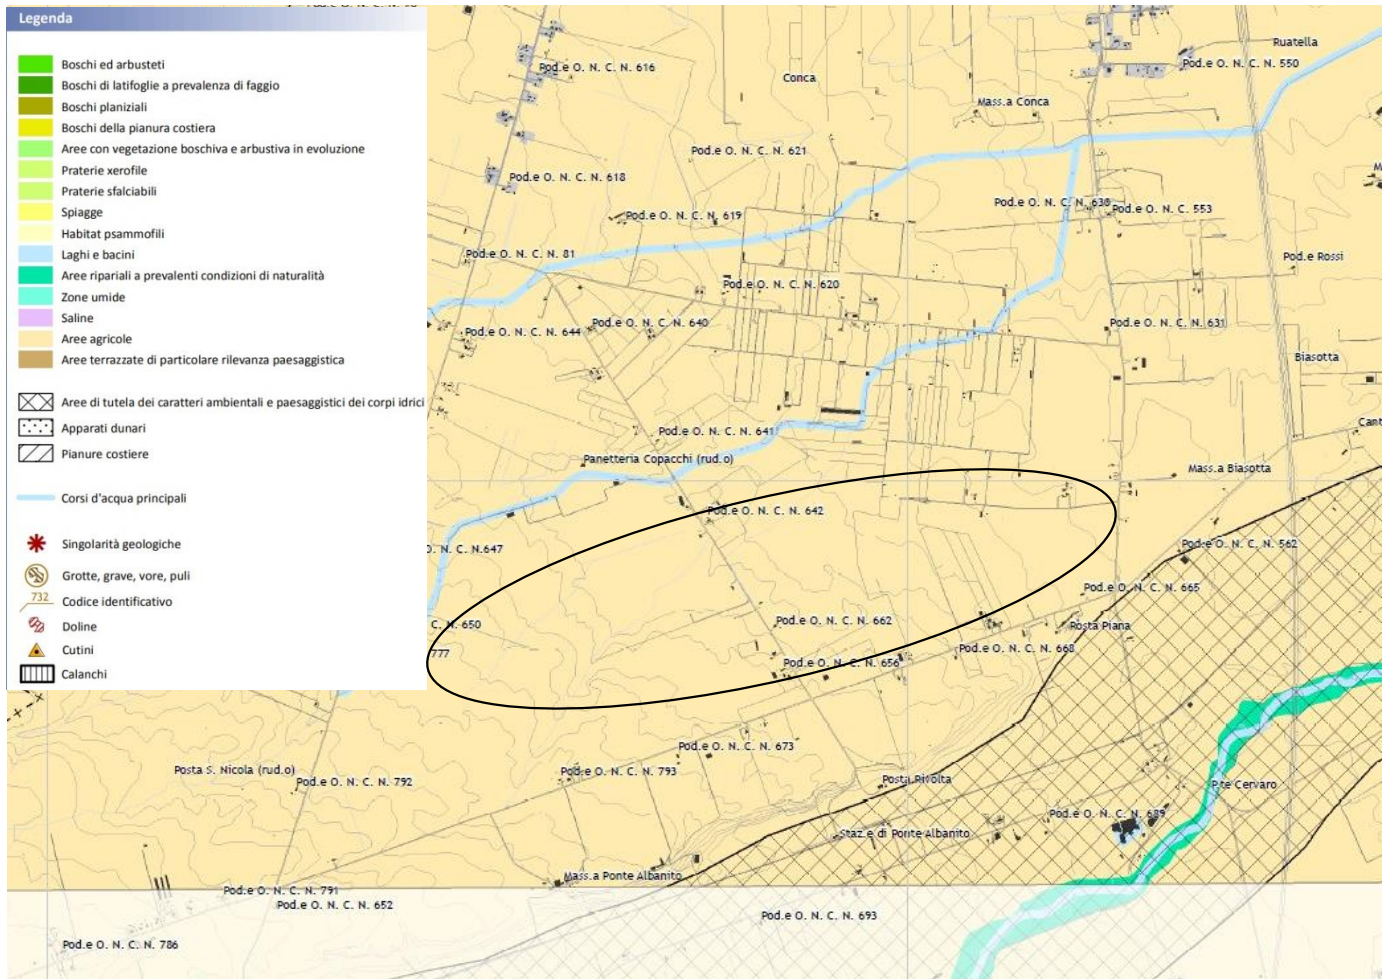 Legenda
Boschi ed arbusteti
Boschi di latifoglie a prevalenza di faggio
Boschi planiziali
Boschi della pianura costiera
Aree con vegetazione boschiva e arbustiva in evoluzione
Praterie xerofile
Praterie sfalciabili
Spiagge
Habitat psammofili
Laghi e bacini
Aree ripariali a prevalenti condizioni di naturalità
Zone umide
Saline
Aree agricole
Aree terrazzate di particolare rilevanza paesaggistica
Aree di tutela dei caratteri ambientali e paesaggistici dei corpi idrici
Apparati dunari
Pianure costiere
Corsi d'acqua principali
Singolarità geologiche
Grotte, grave, vore, puli
732
Codice identificativo
Doline
Cutini
Calanchi
Ruatella
Pod.e O. N. C. N. 616
Pod.e O. N. C. N. 550
Conca
Mass.a Conca
Pod.e O. N. C. N. 621
Pod.e O. N. C. N. 618
Pod.e O. N. C. N. 630
Pod.e O. N. C. 553
Pod.e O. N. C. N. 619
Pod.e O. N. C. N. 81
Pod.e Rossi
Pod.e O. N. C. N. 620
Pod.e O. N. C. N. 640
Pod.e O. N. C. N. 631
Pod.e O. N. C. N. 644
Biasotta
Cant
Pod.e O. N. C. N. 641
Panetteria Copacchi (rud.o)
Mass.a Biasotta
Pod.e O. N. C. N. 642
O. N. C. N.647
Pod.e O. N. C. N. 562
Pod.e O. N. C. N. 665
C. N. 650
Pod.e O. N. C. N. 662
Posta Piana
Pod.e O. N. C. N. 668
777
Pod.e O. N. C. N. 656
Pod.e O. N. C. N. 673
Posta S. Nicola (rud.o)
Pod.e O. N. C. N. 793
Pod.e O. N. C. N. 792
Posta Rivolta
P.te Cervaro
Pod.e O. N. C. N. 689
Staz.e di Ponte Albanito
Mass.a Ponte Albanito
Pod.e O. N. C. N. 791
Pod.e O. N. C. N. 652
Pod.e O. N. C. N. 693
Pod.e O. N. C. N. 786